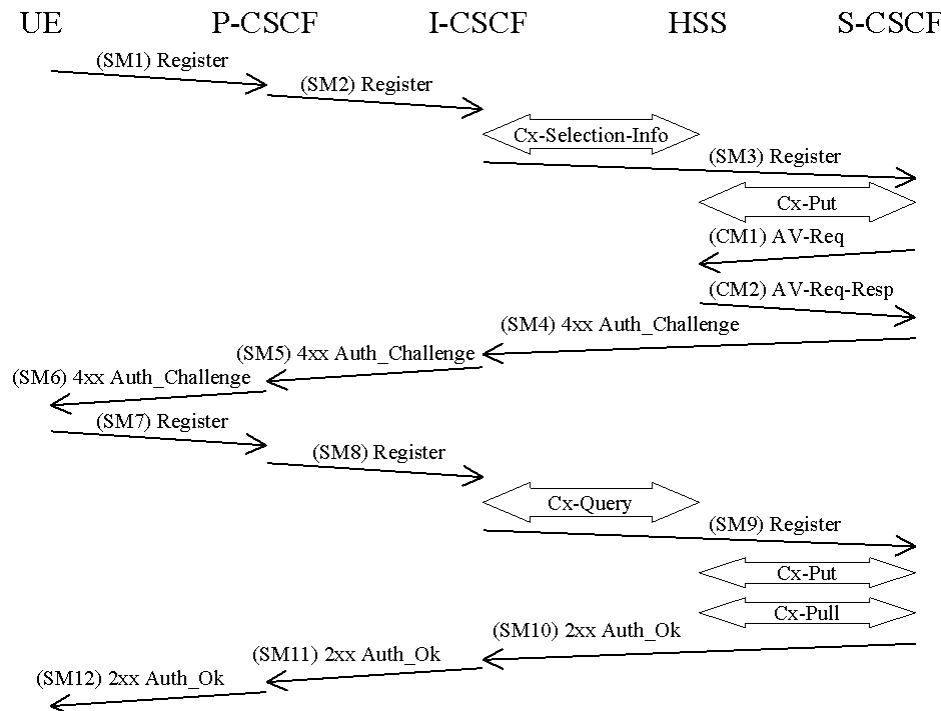 UE P-CSCF I-CSCF HSS S-CSCF
(SM1) Register
(SM2) Register
Cx-Selection-Info
(SM3) Register
Cx-Put
(CM1) AV-Req
(CM2) AV-Req-Resp
(SM4) 4xx Auth_Challenge
(SM5) 4xx Auth_Challenge
(SM6) 4xx Auth_Challenge
(SM7) Register
(SM8) Register
Cx-Query
(SM9) Register
Cx-Put
Cx-Pull
(SM10) 2xx Auth_Ok
(SM11) 2xx Auth_Ok
(SM12) 2xx Auth_Ok